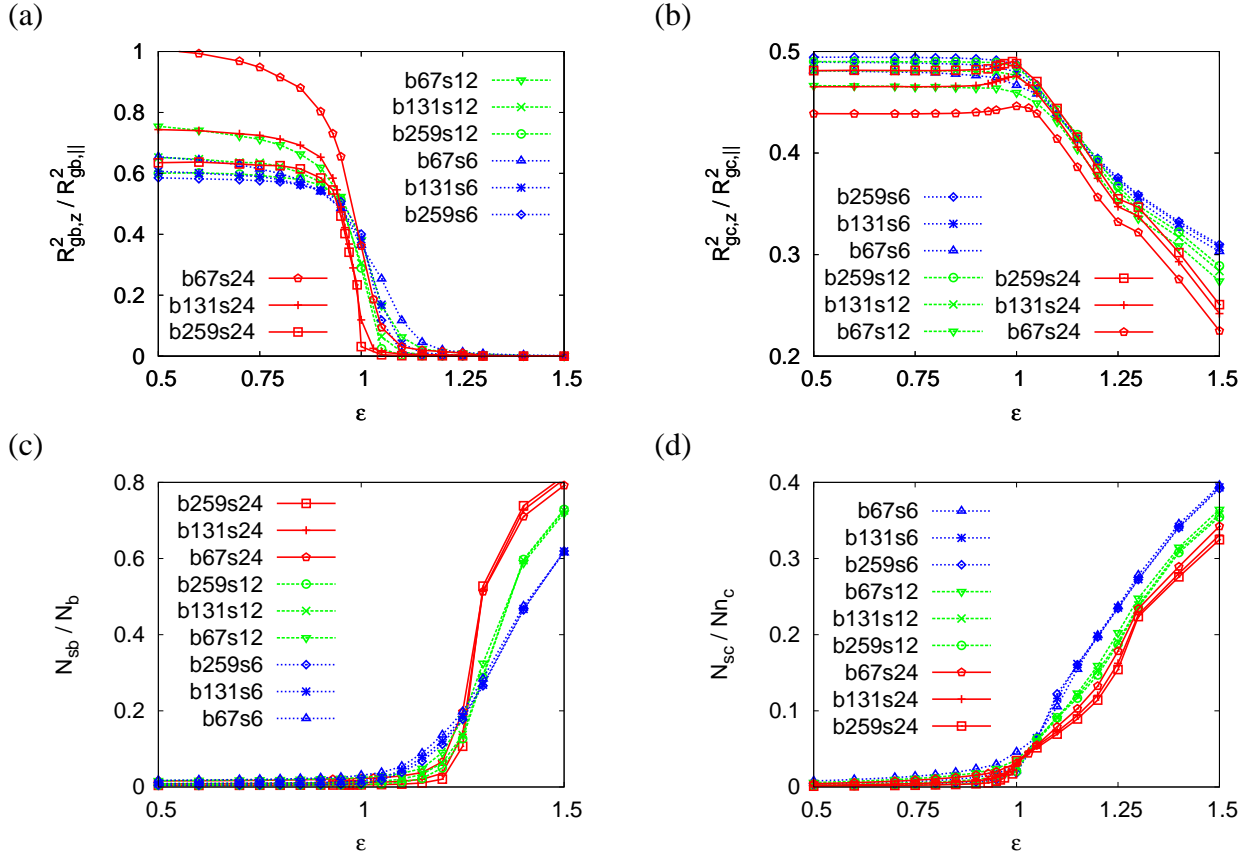 (a)
R²gb,z / R²gb,||
1
0.8
0.6
0.4
0.2
0
0.5 0.75 1 1.25 1.5
ε
b67s12
b131s12
b259s12
b67s6
b131s6
b259s6
b67s24
b131s24
b259s24
(b)
R²gc,z / R²gc,||
0.5
0.4
0.3
0.2
0.5 0.75 1 1.25 1.5
ε
b259s6
b131s6
b67s6
b259s12
b131s12
b67s12
b259s24
b131s24
b67s24
(c)
Nsb / Nb
0.8
0.6
0.4
0.2
0
0.5 1 1.5
ε
b259s24
b131s24
b67s24
b259s12
b131s12
b67s12
b259s6
b131s6
b67s6
(d)
Nsc / Nnc
0.4
0.3
0.2
0.1
0
0.5 0.75 1 1.25 1.5
ε
b67s6
b131s6
b259s6
b67s12
b131s12
b259s12
b67s24
b131s24
b259s24